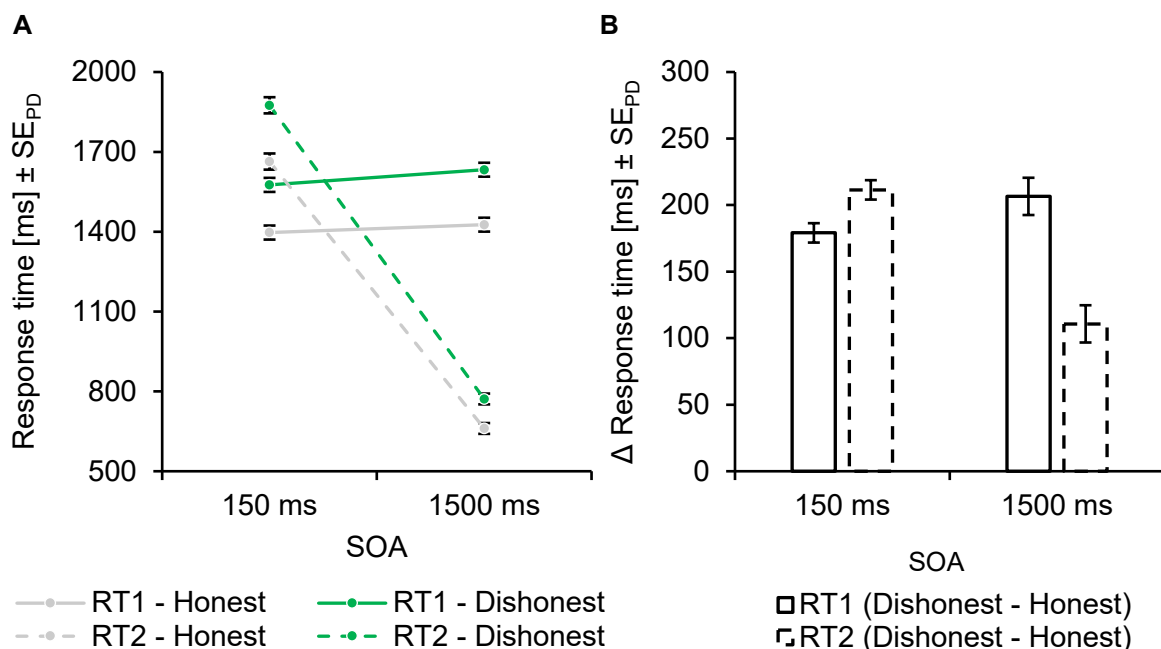 A
Response time [ms] ± SE_PD
2000
1700
1400
1100
800
500
150 ms
1500 ms
SOA
RT1 - Honest
RT1 - Dishonest
RT2 - Honest
RT2 - Dishonest
B
Δ Response time [ms] ± SE_PD
300
250
200
150
100
50
0
150 ms
1500 ms
SOA
RT1 (Dishonest - Honest)
RT2 (Dishonest - Honest)